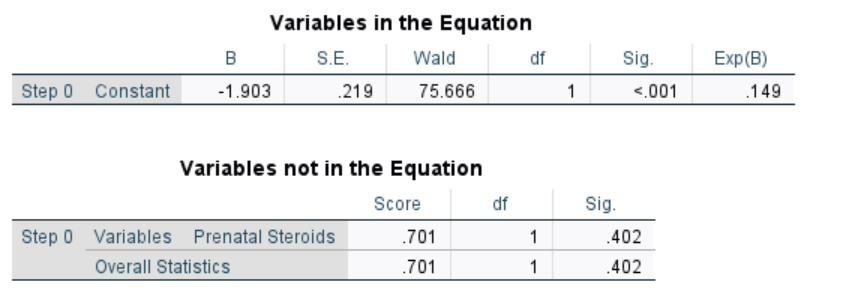 Variables in the Equation
B S.E. Wald df Sig. Exp(B)
Step 0 Constant -1.903 .219 75.666 1 <.001 .149
Variables not in the Equation
Score df Sig.
Step 0 Variables Prenatal Steroids .701 1 .402
Overall Statistics .701 1 .402